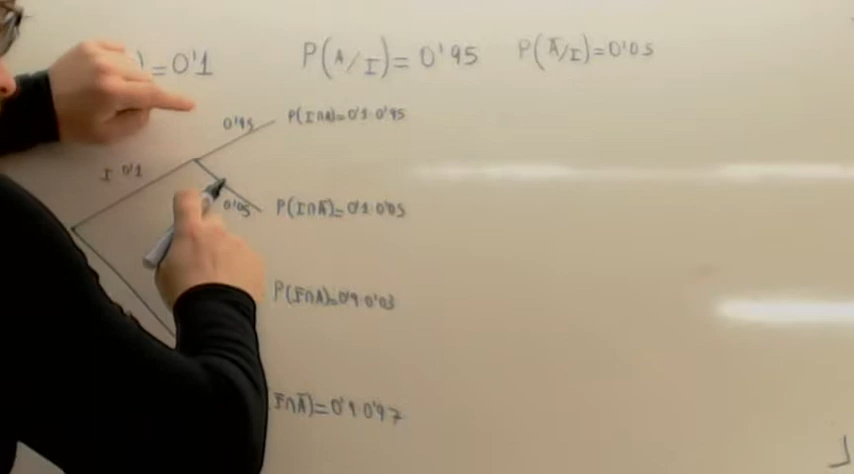 )=0'1 P(A/I)=0'95 P(A̅/I)=0'05
0'95 P(I∩A)=0'1·0'95
I 0'1
0'05 P(I∩A̅)=0'1·0'05
P(I̅∩A)=0'9·0'03
I̅∩A̅)=0'9·0'97